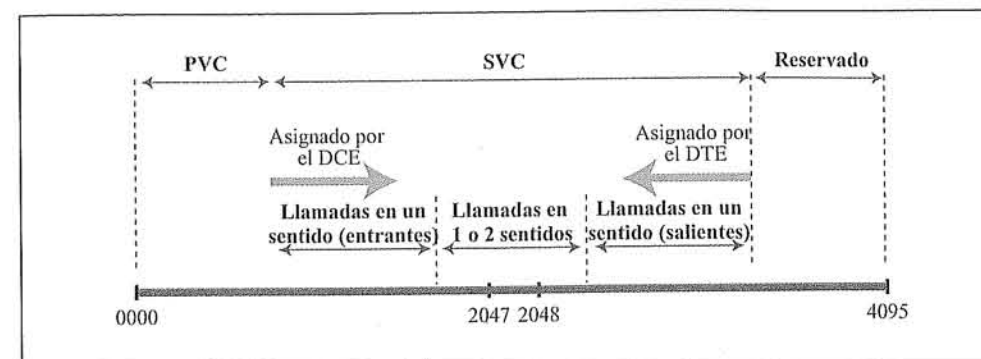 PVC
SVC
Reservado
Asignado por
el DCE
Asignado por
el DTE
Llamadas en un
sentido (entrantes)
Llamadas en
1 o 2 sentidos
Llamadas en un
sentido (salientes)
0000
2047 2048
4095